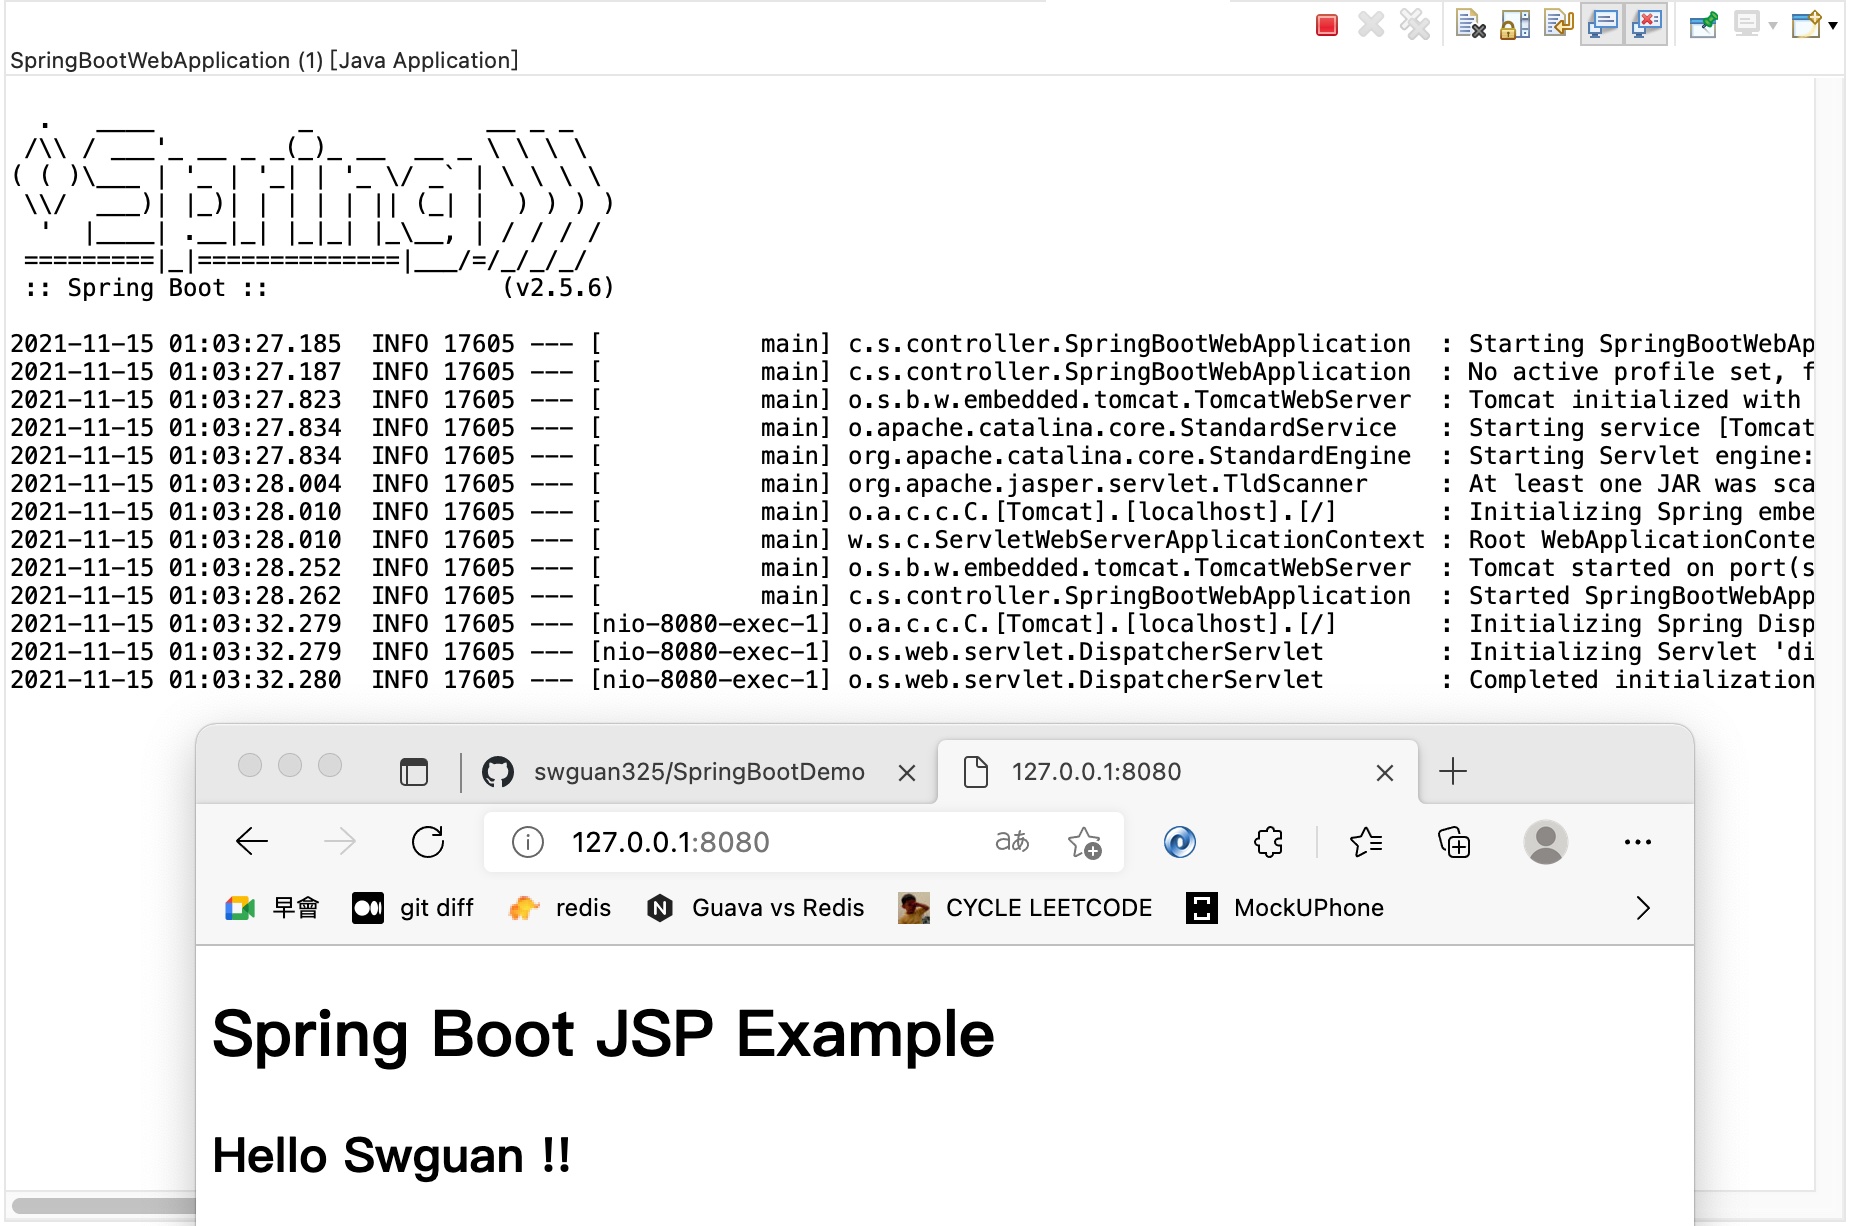 SpringBootWebApplication (1) [Java Application]
  .   ____          _            __ _ _
 /\\ / ___'_ __ _ _(_)_ __  __ _ \ \ \ \
( ( )\___ | '_ | '_| | '_ \/ _` | \ \ \ \
 \\/  ___)| |_)| | | | | || (_| |  ) ) ) )
  '  |____| .__|_| |_|_| |_\__, | / / / /
 =========|_|==============|___/=/_/_/_/
 :: Spring Boot ::                (v2.5.6)
2021-11-15 01:03:27.185  INFO 17605 --- [           main] c.s.controller.SpringBootWebApplication  : Starting SpringBootWebAp
2021-11-15 01:03:27.187  INFO 17605 --- [           main] c.s.controller.SpringBootWebApplication  : No active profile set, f
2021-11-15 01:03:27.823  INFO 17605 --- [           main] o.s.b.w.embedded.tomcat.TomcatWebServer  : Tomcat initialized with
2021-11-15 01:03:27.834  INFO 17605 --- [           main] o.apache.catalina.core.StandardService   : Starting service [Tomcat
2021-11-15 01:03:27.834  INFO 17605 --- [           main] org.apache.catalina.core.StandardEngine  : Starting Servlet engine:
2021-11-15 01:03:28.004  INFO 17605 --- [           main] org.apache.jasper.servlet.TldScanner     : At least one JAR was sca
2021-11-15 01:03:28.010  INFO 17605 --- [           main] o.a.c.c.C.[Tomcat].[localhost].[/]       : Initializing Spring embe
2021-11-15 01:03:28.010  INFO 17605 --- [           main] w.s.c.ServletWebServerApplicationContext : Root WebApplicationConte
2021-11-15 01:03:28.252  INFO 17605 --- [           main] o.s.b.w.embedded.tomcat.TomcatWebServer  : Tomcat started on port(s
2021-11-15 01:03:28.262  INFO 17605 --- [           main] c.s.controller.SpringBootWebApplication  : Started SpringBootWebApp
2021-11-15 01:03:32.279  INFO 17605 --- [nio-8080-exec-1] o.a.c.c.C.[Tomcat].[localhost].[/]       : Initializing Spring Disp
2021-11-15 01:03:32.279  INFO 17605 --- [nio-8080-exec-1] o.s.web.servlet.DispatcherServlet        : Initializing Servlet 'di
2021-11-15 01:03:32.280  INFO 17605 --- [nio-8080-exec-1] o.s.web.servlet.DispatcherServlet        : Completed initialization
swguan325/SpringBootDemo 127.0.0.1:8080
127.0.0.1:8080 aあ
早會 git diff redis N Guava vs Redis CYCLE LEETCODE MockUPhone
Spring Boot JSP Example
Hello Swguan !!